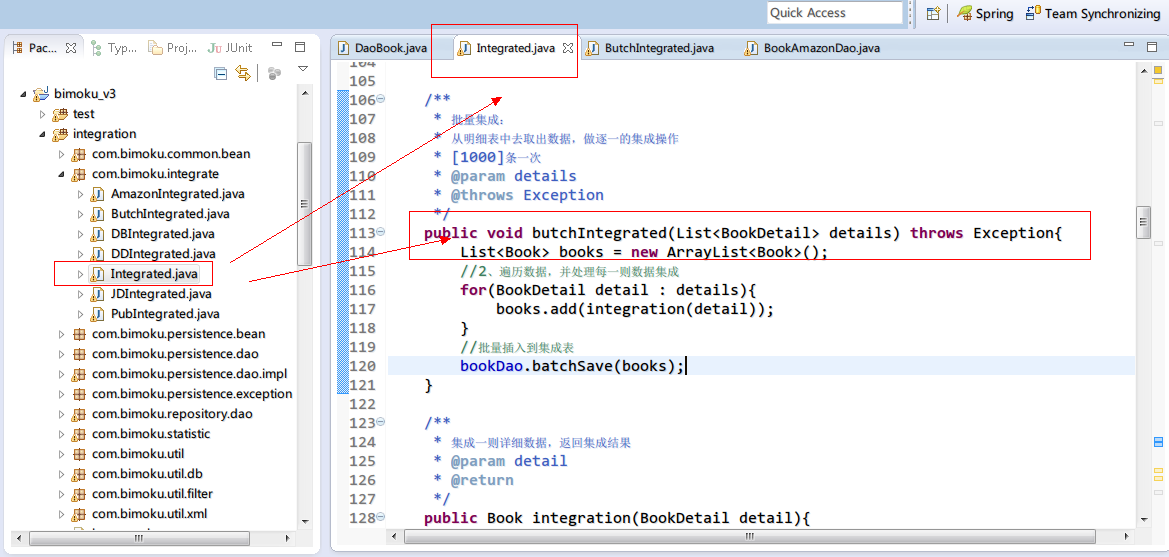 Quick Access
Spring
Team Synchronizing
Pac...
Typ...
Proj...
JUnit
bimoku_v3
test
integration
com.bimoku.common.bean
com.bimoku.integrate
AmazonIntegrated.java
ButchIntegrated.java
DBIntegrated.java
DDIntegrated.java
Integrated.java
JDIntegrated.java
PubIntegrated.java
com.bimoku.persistence.bean
com.bimoku.persistence.dao
com.bimoku.persistence.dao.impl
com.bimoku.persistence.exception
com.bimoku.repository.dao
com.bimoku.statistic
com.bimoku.util
com.bimoku.util.db
com.bimoku.util.filter
com.bimoku.util.xml
DaoBook.java
Integrated.java
ButchIntegrated.java
BookAmazonDao.java
104
105
106 /**
107 * 批量集成：
108 * 从明细表中去取出数据，做逐一的集成操作
109 * [1000]条一次
110 * @param details
111 * @throws Exception
112 */
113 public void butchIntegrated(List<BookDetail> details) throws Exception{
114 List<Book> books = new ArrayList<Book>();
115 //2、遍历数据，并处理每一则数据集成
116 for(BookDetail detail : details){
117 books.add(integration(detail));
118 }
119 //批量插入到集成表
120 bookDao.batchSave(books);
121 }
122
123 /**
124 * 集成一则详细数据，返回集成结果
125 * @param detail
126 * @return
127 */
128 public Book integration(BookDetail detail){